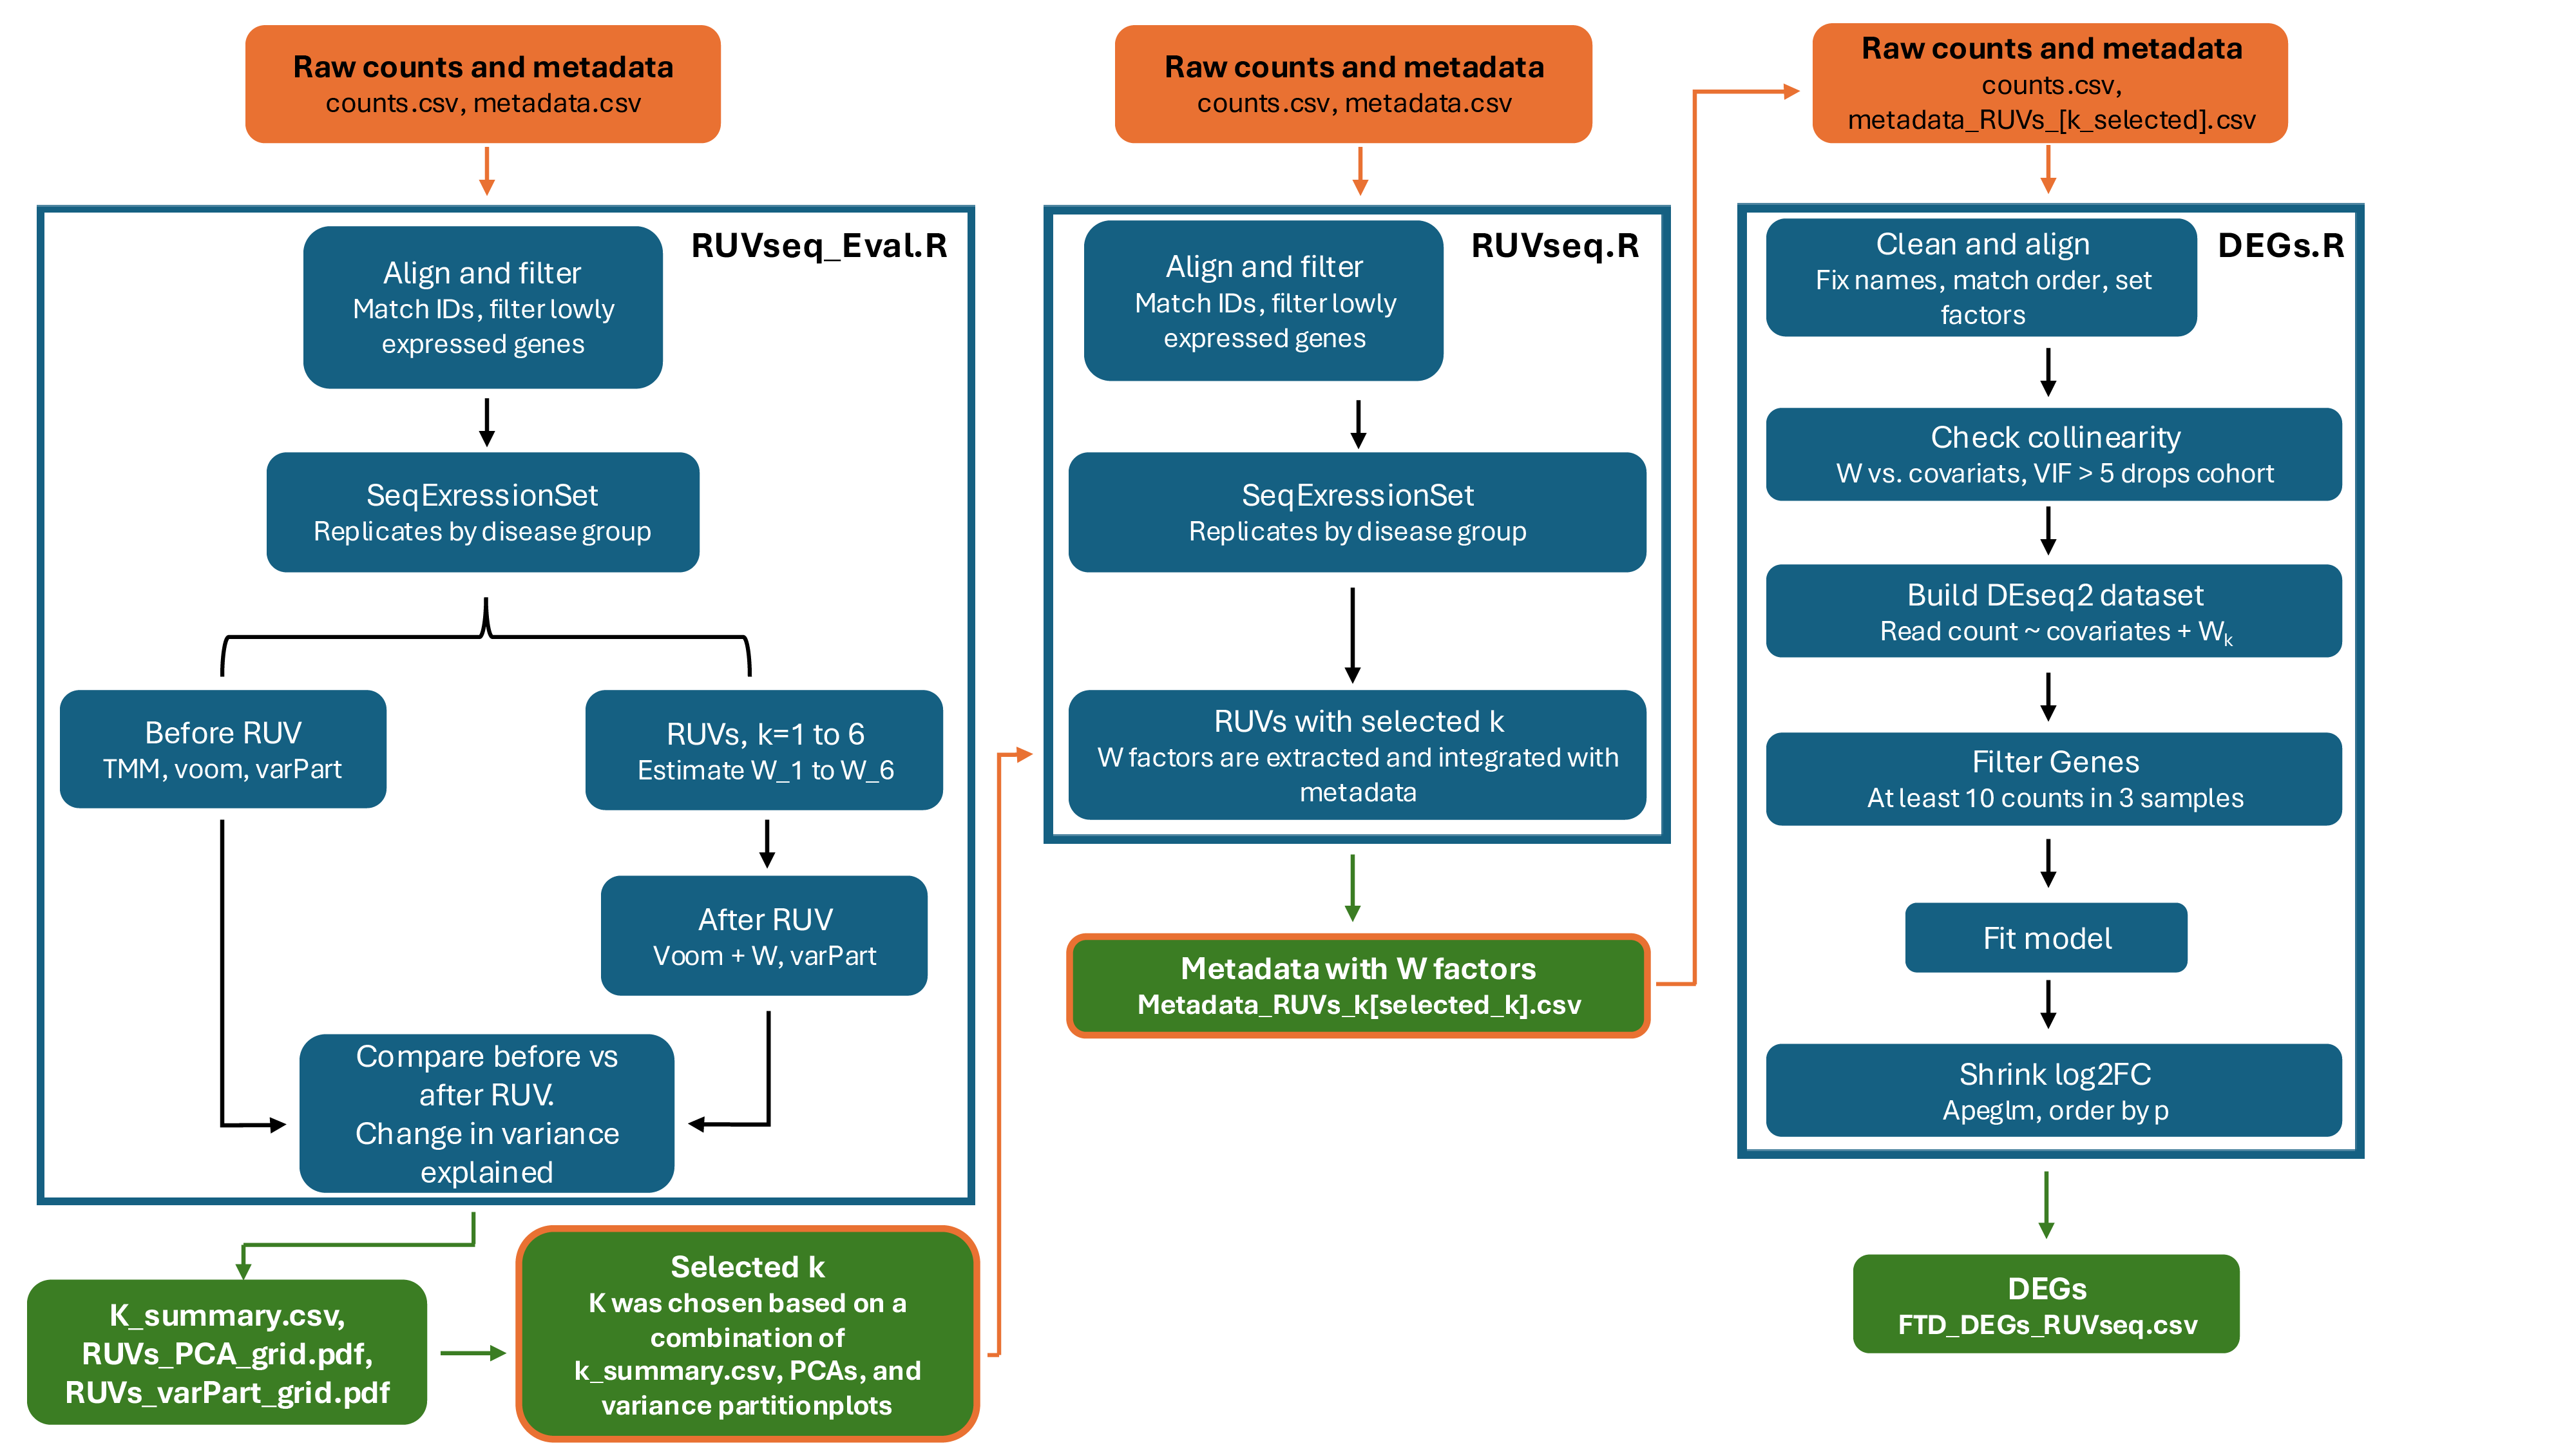 Raw counts and metadata
counts.csv, metadata.csv
RUVseq_Eval.R
Align and filter
Match IDs, filter lowly
expressed genes
SeqExressionSet
Replicates by disease group
Before RUV
TMM, voom, varPart
RUVs, k=1 to 6
Estimate W_1 to W_6
After RUV
Voom + W, varPart
Compare before vs
after RUV.
Change in variance
explained
K_summary.csv,
RUVs_PCA_grid.pdf,
RUVs_varPart_grid.pdf
Selected k
K was chosen based on a
combination of
k_summary.csv, PCAs, and
variance partitionplots
Raw counts and metadata
counts.csv, metadata.csv
RUVseq.R
Align and filter
Match IDs, filter lowly
expressed genes
SeqExressionSet
Replicates by disease group
RUVs with selected k
W factors are extracted and integrated with
metadata
Metadata with W factors
Metadata_RUVs_k[selected_k].csv
Raw counts and metadata
counts.csv,
metadata_RUVs_[k_selected].csv
DEGs.R
Clean and align
Fix names, match order, set
factors
Check collinearity
W vs. covariats, VIF > 5 drops cohort
Build DEseq2 dataset
Read count ~ covariates + Wk
Filter Genes
At least 10 counts in 3 samples
Fit model
Shrink log2FC
Apeglm, order by p
DEGs
FTD_DEGs_RUVseq.csv